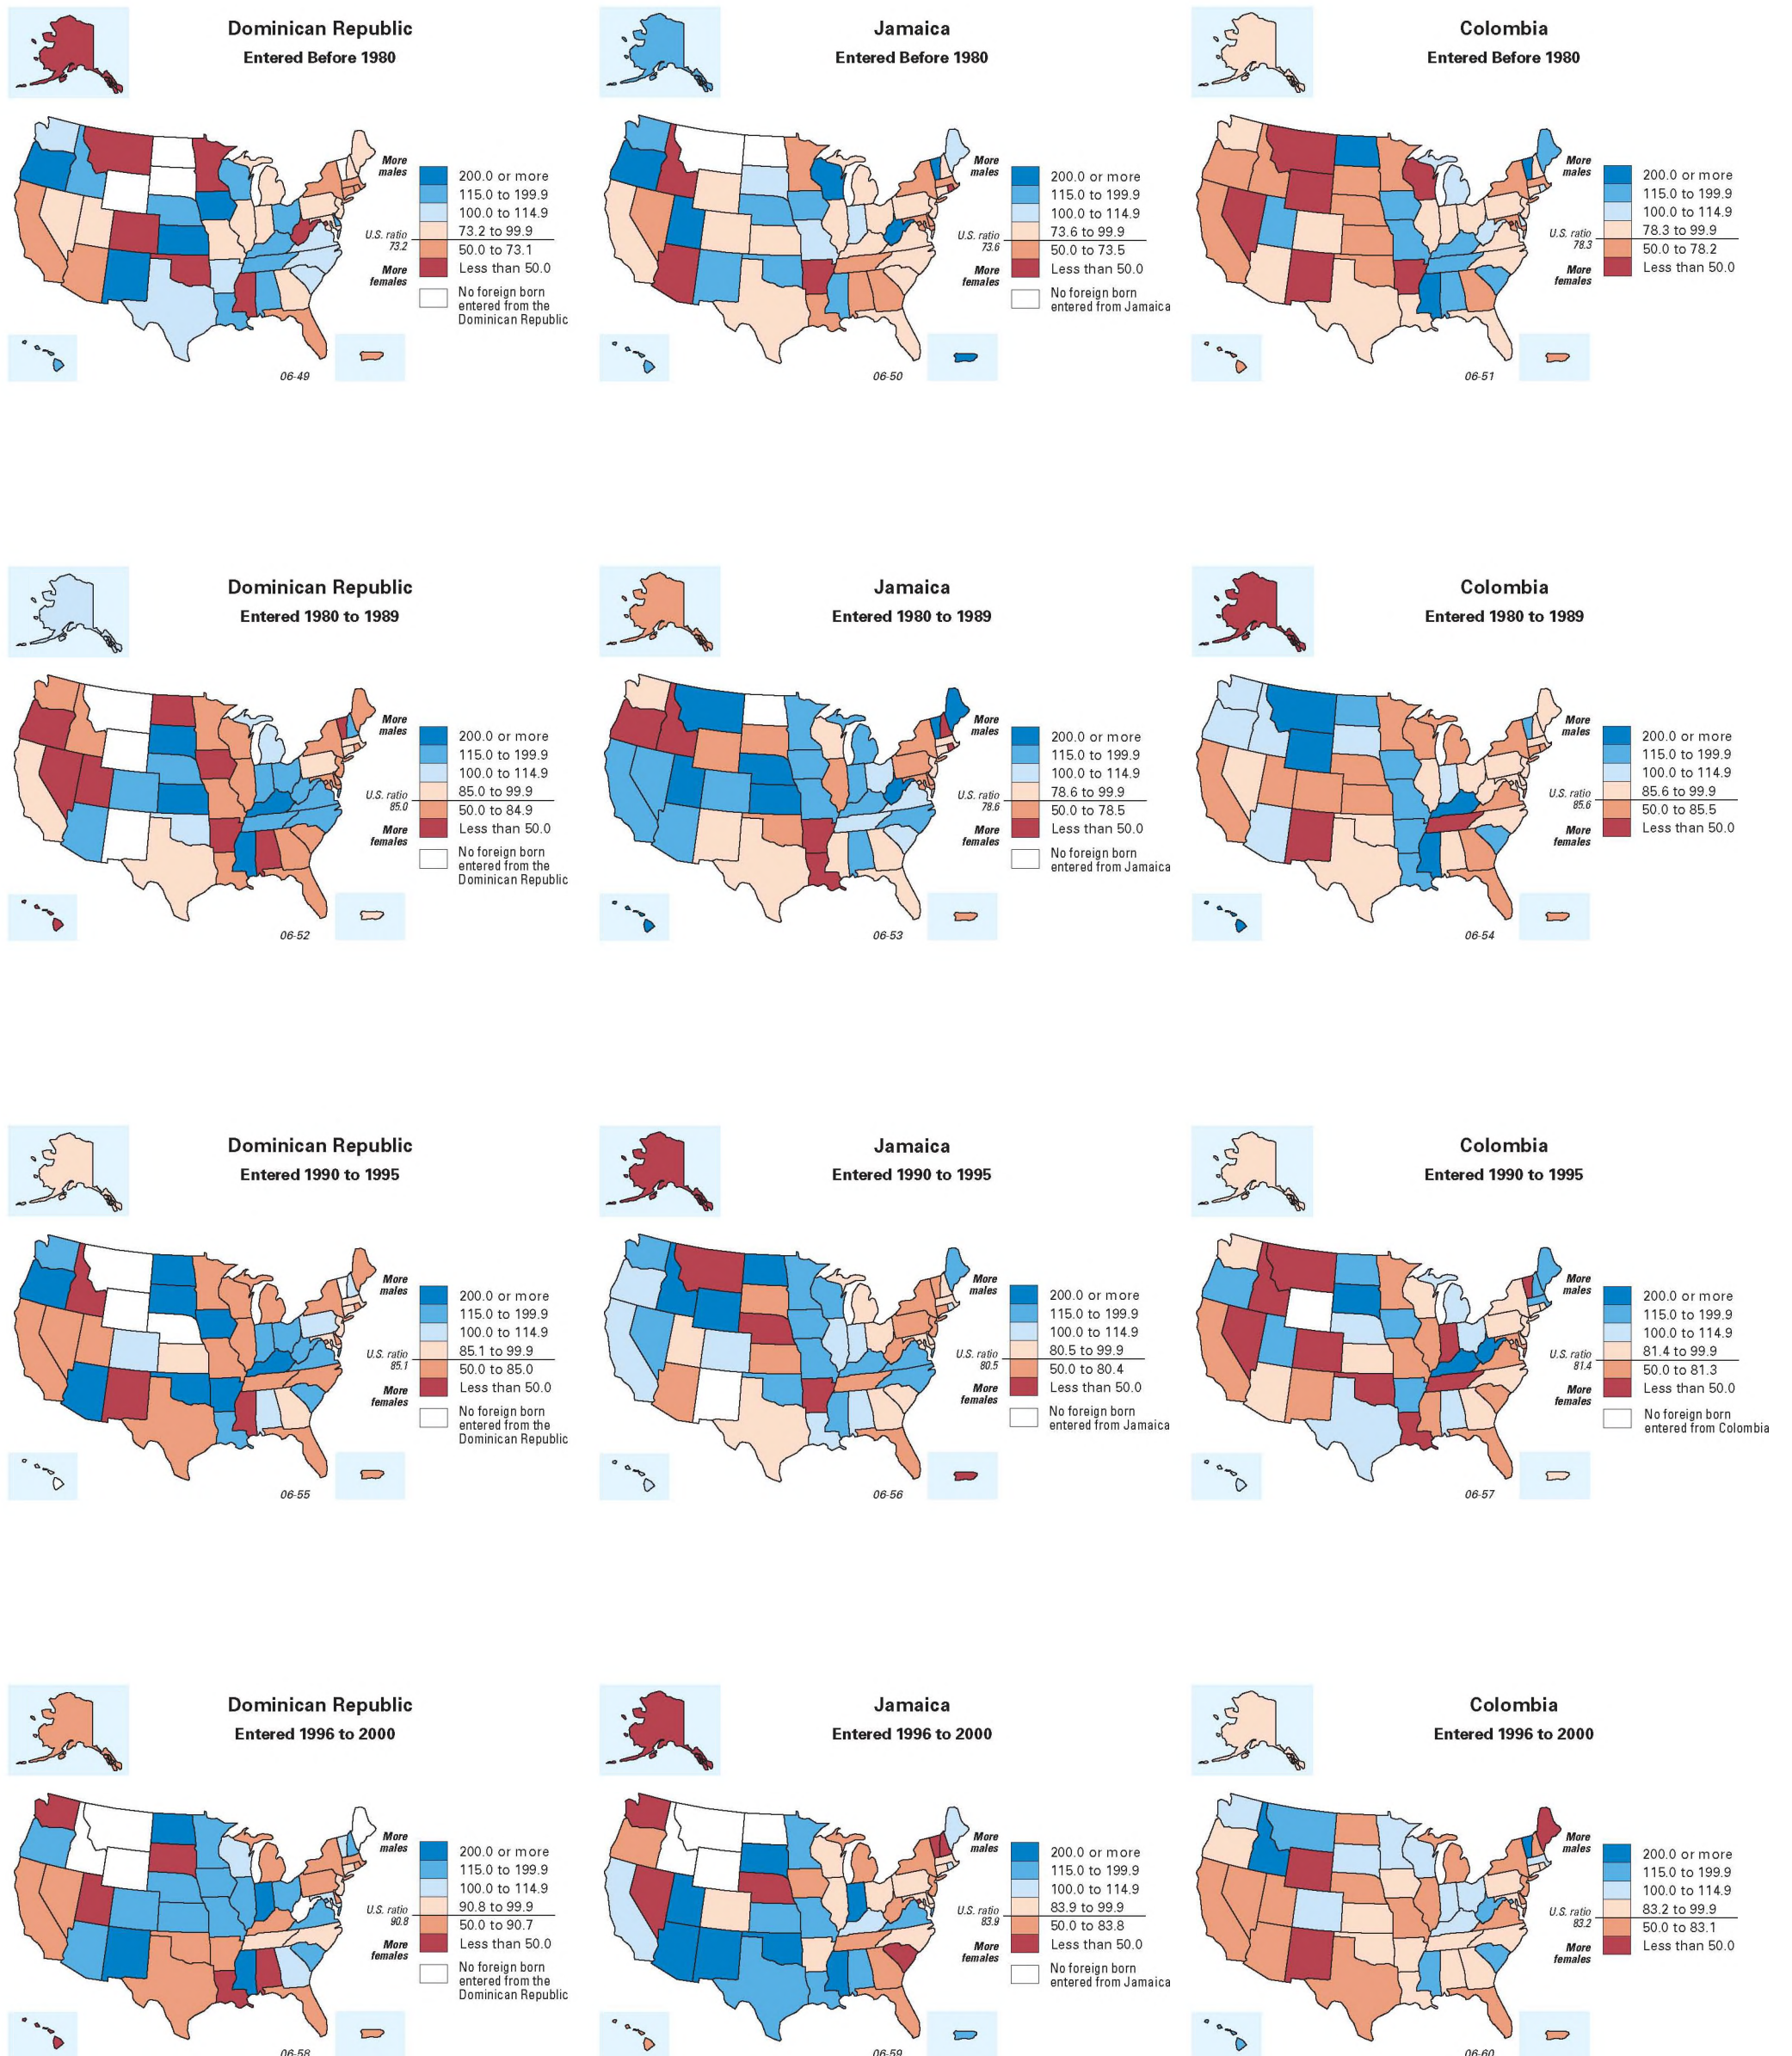 Dominican Republic
Entered Before 1980
More
males
200.0 or more
115.0 to 199.9
100.0 to 114.9
73.2 to 99.9
U.S. ratio
73.2
50.0 to 73.1
Less than 50.0
More
females
No foreign born
entered from the
Dominican Republic
06-49
Jamaica
Entered Before 1980
More
males
200.0 or more
115.0 to 199.9
100.0 to 114.9
73.6 to 99.9
U.S. ratio
73.6
50.0 to 73.5
Less than 50.0
More
females
No foreign born
entered from Jamaica
06-50
Colombia
Entered Before 1980
More
males
200.0 or more
115.0 to 199.9
100.0 to 114.9
78.3 to 99.9
U.S. ratio
78.3
50.0 to 78.2
Less than 50.0
More
females
06-51
Dominican Republic
Entered 1980 to 1989
More
males
200.0 or more
115.0 to 199.9
100.0 to 114.9
85.0 to 99.9
U.S. ratio
85.0
50.0 to 84.9
Less than 50.0
More
females
No foreign born
entered from the
Dominican Republic
06-52
Jamaica
Entered 1980 to 1989
More
males
200.0 or more
115.0 to 199.9
100.0 to 114.9
78.6 to 99.9
U.S. ratio
78.6
50.0 to 78.5
Less than 50.0
More
females
No foreign born
entered from Jamaica
06-53
Colombia
Entered 1980 to 1989
More
males
200.0 or more
115.0 to 199.9
100.0 to 114.9
85.6 to 99.9
U.S. ratio
85.6
50.0 to 85.5
Less than 50.0
More
females
06-54
Dominican Republic
Entered 1990 to 1995
More
males
200.0 or more
115.0 to 199.9
100.0 to 114.9
85.1 to 99.9
U.S. ratio
85.1
50.0 to 85.0
Less than 50.0
More
females
No foreign born
entered from the
Dominican Republic
06-55
Jamaica
Entered 1990 to 1995
More
males
200.0 or more
115.0 to 199.9
100.0 to 114.9
80.5 to 99.9
U.S. ratio
80.5
50.0 to 80.4
Less than 50.0
More
females
No foreign born
entered from Jamaica
06-56
Colombia
Entered 1990 to 1995
More
males
200.0 or more
115.0 to 199.9
100.0 to 114.9
81.4 to 99.9
U.S. ratio
81.4
50.0 to 81.3
Less than 50.0
More
females
No foreign born
entered from Colombia
06-57
Dominican Republic
Entered 1996 to 2000
More
males
200.0 or more
115.0 to 199.9
100.0 to 114.9
90.8 to 99.9
U.S. ratio
90.8
50.0 to 90.7
Less than 50.0
More
females
No foreign born
entered from the
Dominican Republic
06-58
Jamaica
Entered 1996 to 2000
More
males
200.0 or more
115.0 to 199.9
100.0 to 114.9
83.9 to 99.9
U.S. ratio
83.9
50.0 to 83.8
Less than 50.0
More
females
No foreign born
entered from Jamaica
06-59
Colombia
Entered 1996 to 2000
More
males
200.0 or more
115.0 to 199.9
100.0 to 114.9
83.2 to 99.9
U.S. ratio
83.2
50.0 to 83.1
Less than 50.0
More
females
06-60